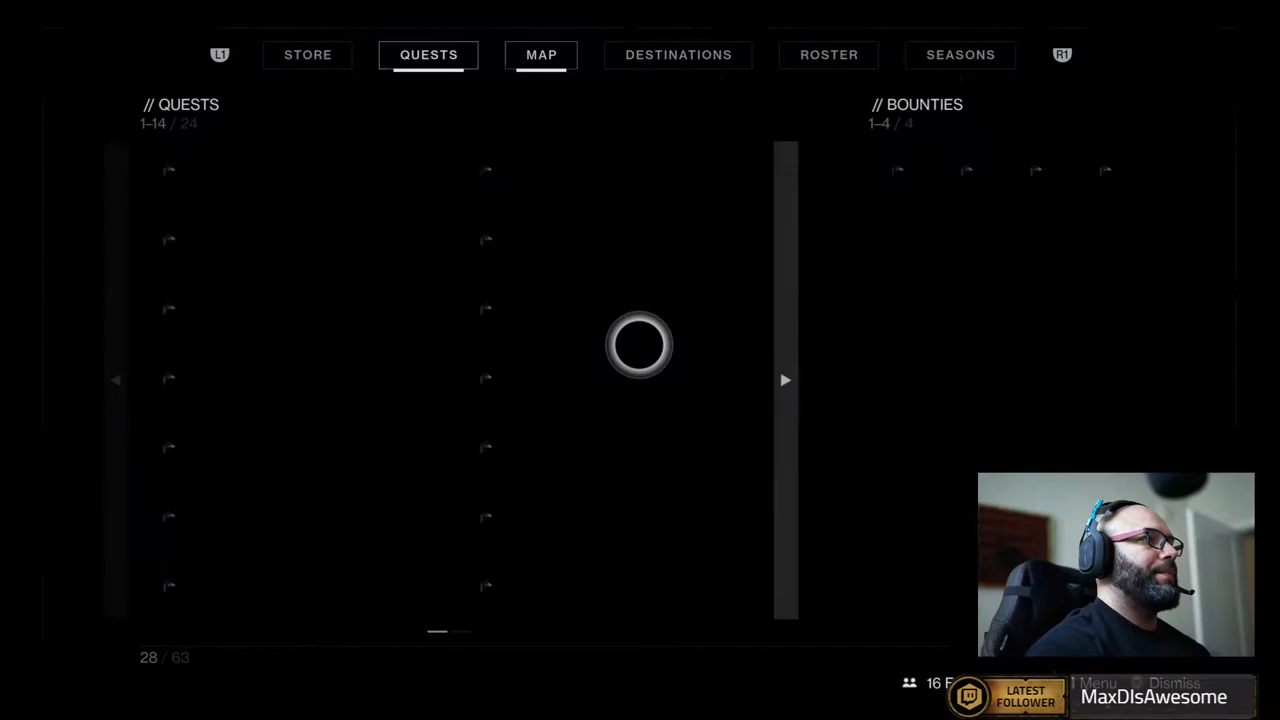 L1 STORE QUESTS MAP DESTINATIONS ROSTER SEASONS R1
// QUESTS
1–14 / 24
// BOUNTIES
1–4 / 4
28 / 63
16
Menu
Dismiss
LATEST
FOLLOWER
MaxDIsAwesome